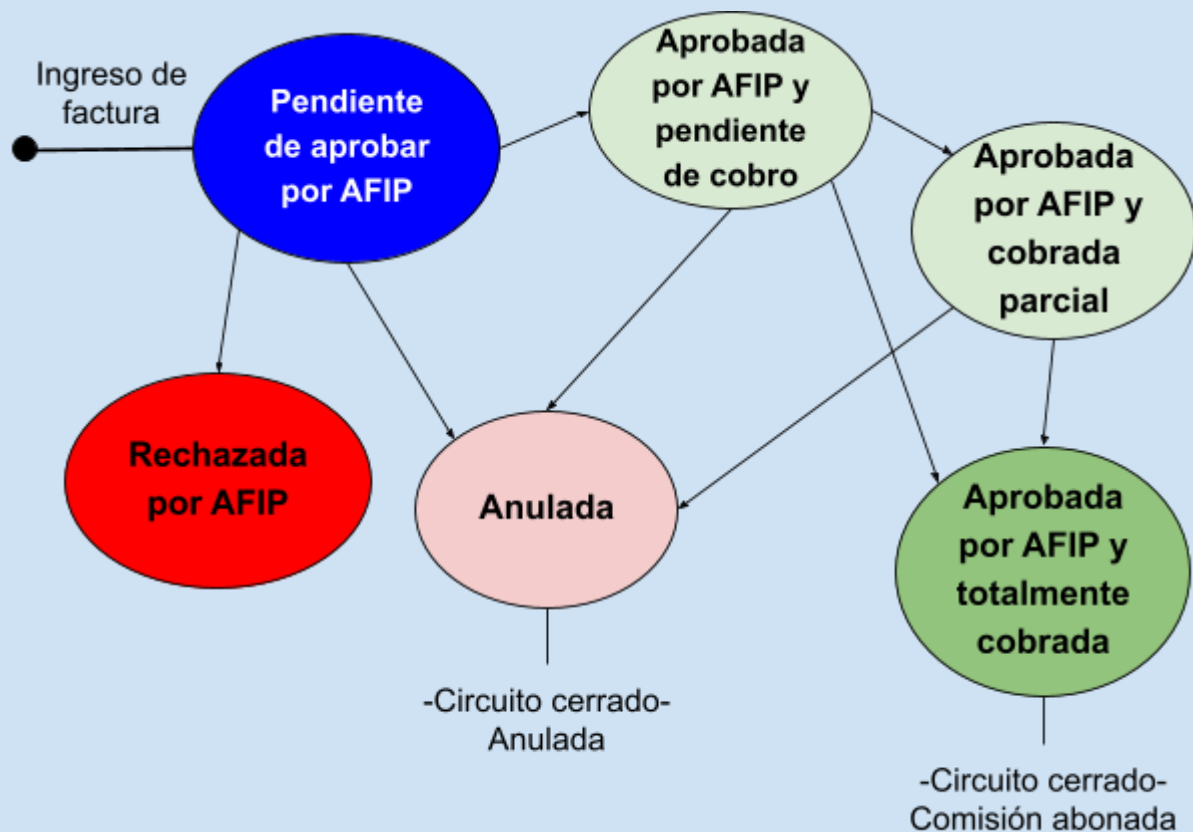 Ingreso de
factura
Pendiente
de aprobar
por AFIP
Aprobada
por AFIP y
pendiente
de cobro
Aprobada
por AFIP y
cobrada
parcial
Rechazada
por AFIP
Anulada
Aprobada
por AFIP y
totalmente
cobrada
-Circuito cerrado-
Anulada
-Circuito cerrado-
Comisión abonada